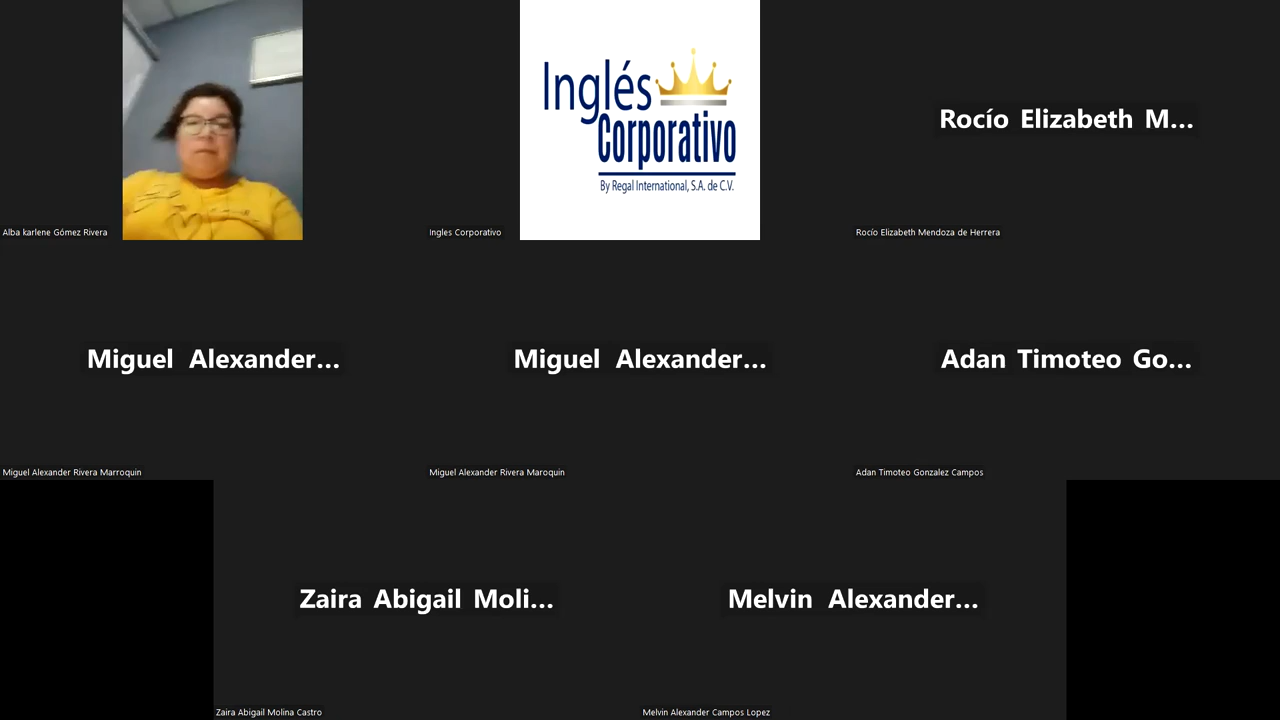 Inglés
Corporativo
By Regal International, S.A. de C.V.
Rocío Elizabeth M...
Alba karlene Gómez Rivera
Ingles Corporativo
Rocío Elizabeth Mendoza de Herrera
Miguel Alexander...
Miguel Alexander...
Adan Timoteo Go...
Miguel Alexander Rivera Marroquin
Miguel Alexander Rivera Maroquin
Adan Timoteo Gonzalez Campos
Zaira Abigail Moli...
Melvin Alexander...
Zaira Abigail Molina Castro
Melvin Alexander Campos Lopez